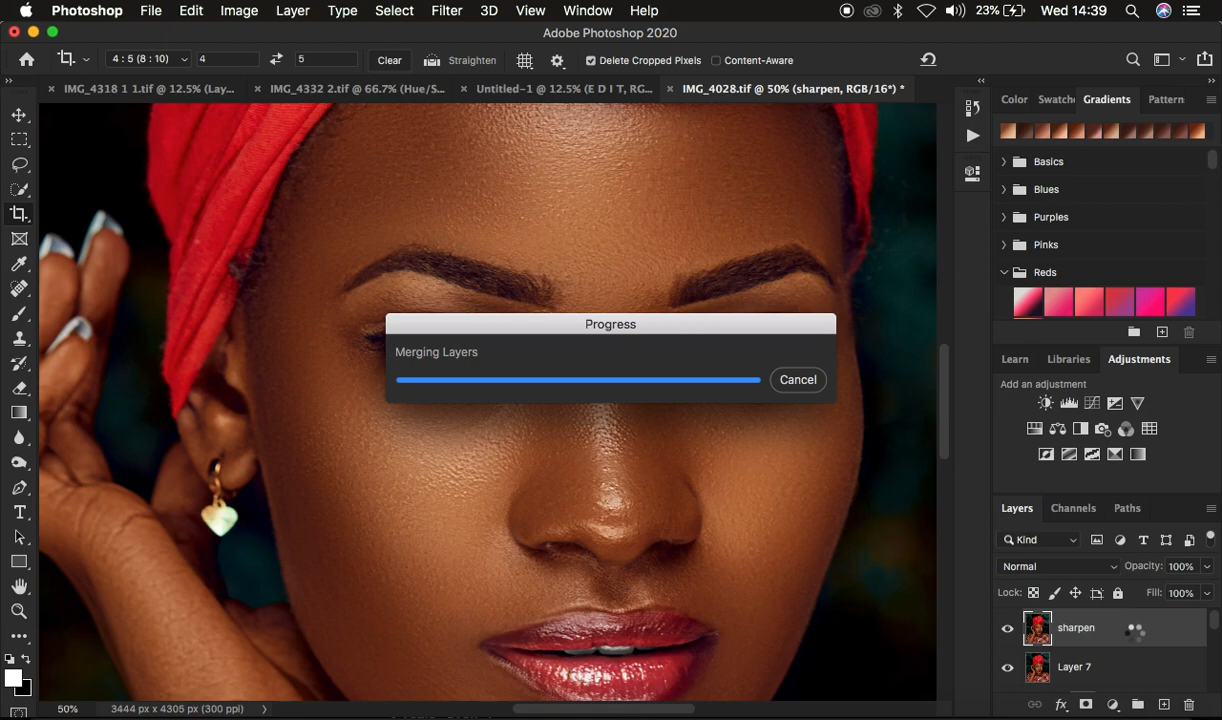 Photoshop File Edit Image Layer Type Select Filter 3D View Window Help 23% Wed 14:39
Adobe Photoshop 2020
4 : 5 (8 : 10) 4 5 Clear Straighten Delete Cropped Pixels Content-Aware
IMG_4318 1 1.tif @ 12.5% (Lay... IMG_4332 2.tif @ 66.7% (Hue/S... Untitled-1 @ 12.5% (E D I T, RG... IMG_4028.tif @ 50% (sharpen, RGB/16*) *
Color Swatche Gradients Pattern
Basics
Blues
Purples
Pinks
Reds
Progress
Merging Layers
Cancel
Learn Libraries Adjustments
Add an adjustment
Layers Channels Paths
Kind
Normal Opacity: 100%
Lock: Fill: 100%
sharpen
Layer 7
50% 3444 px x 4305 px (300 ppi)